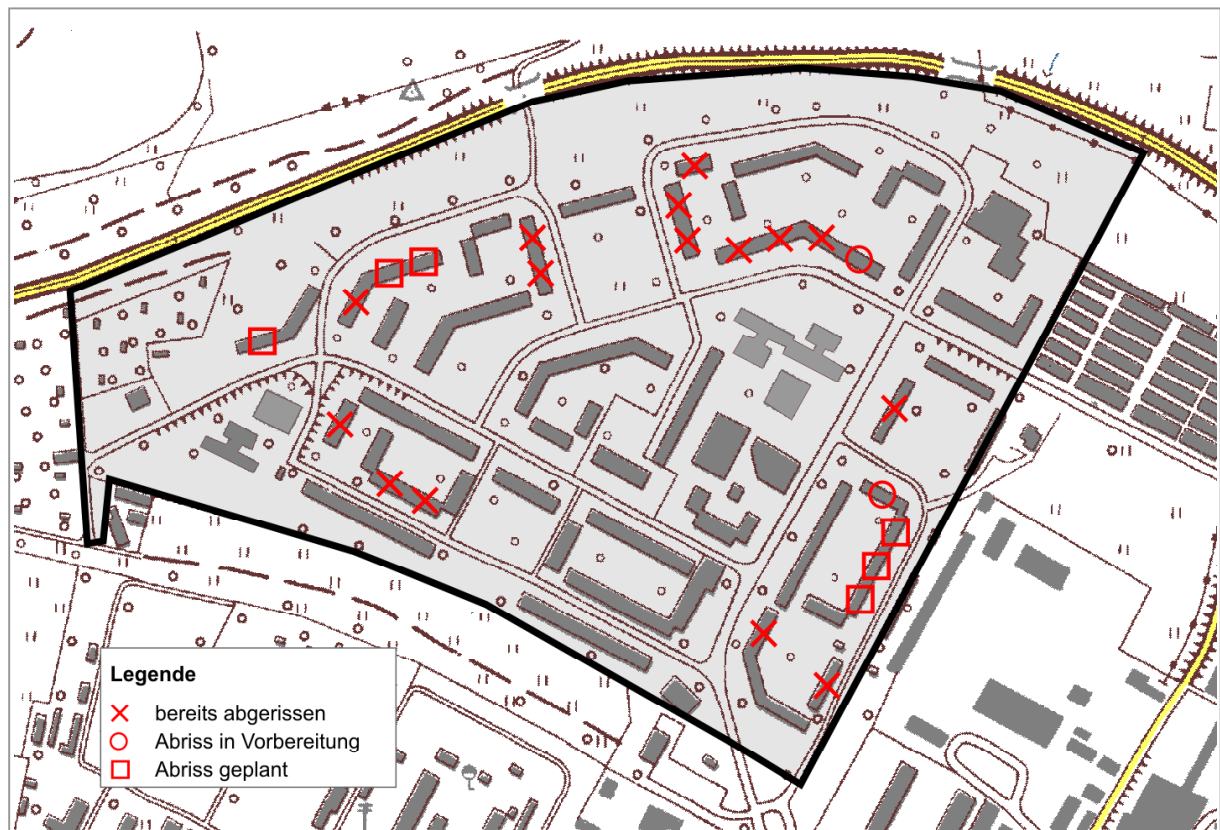 Legende
bereits abgerissen
Abriss in Vorbereitung
Abriss geplant